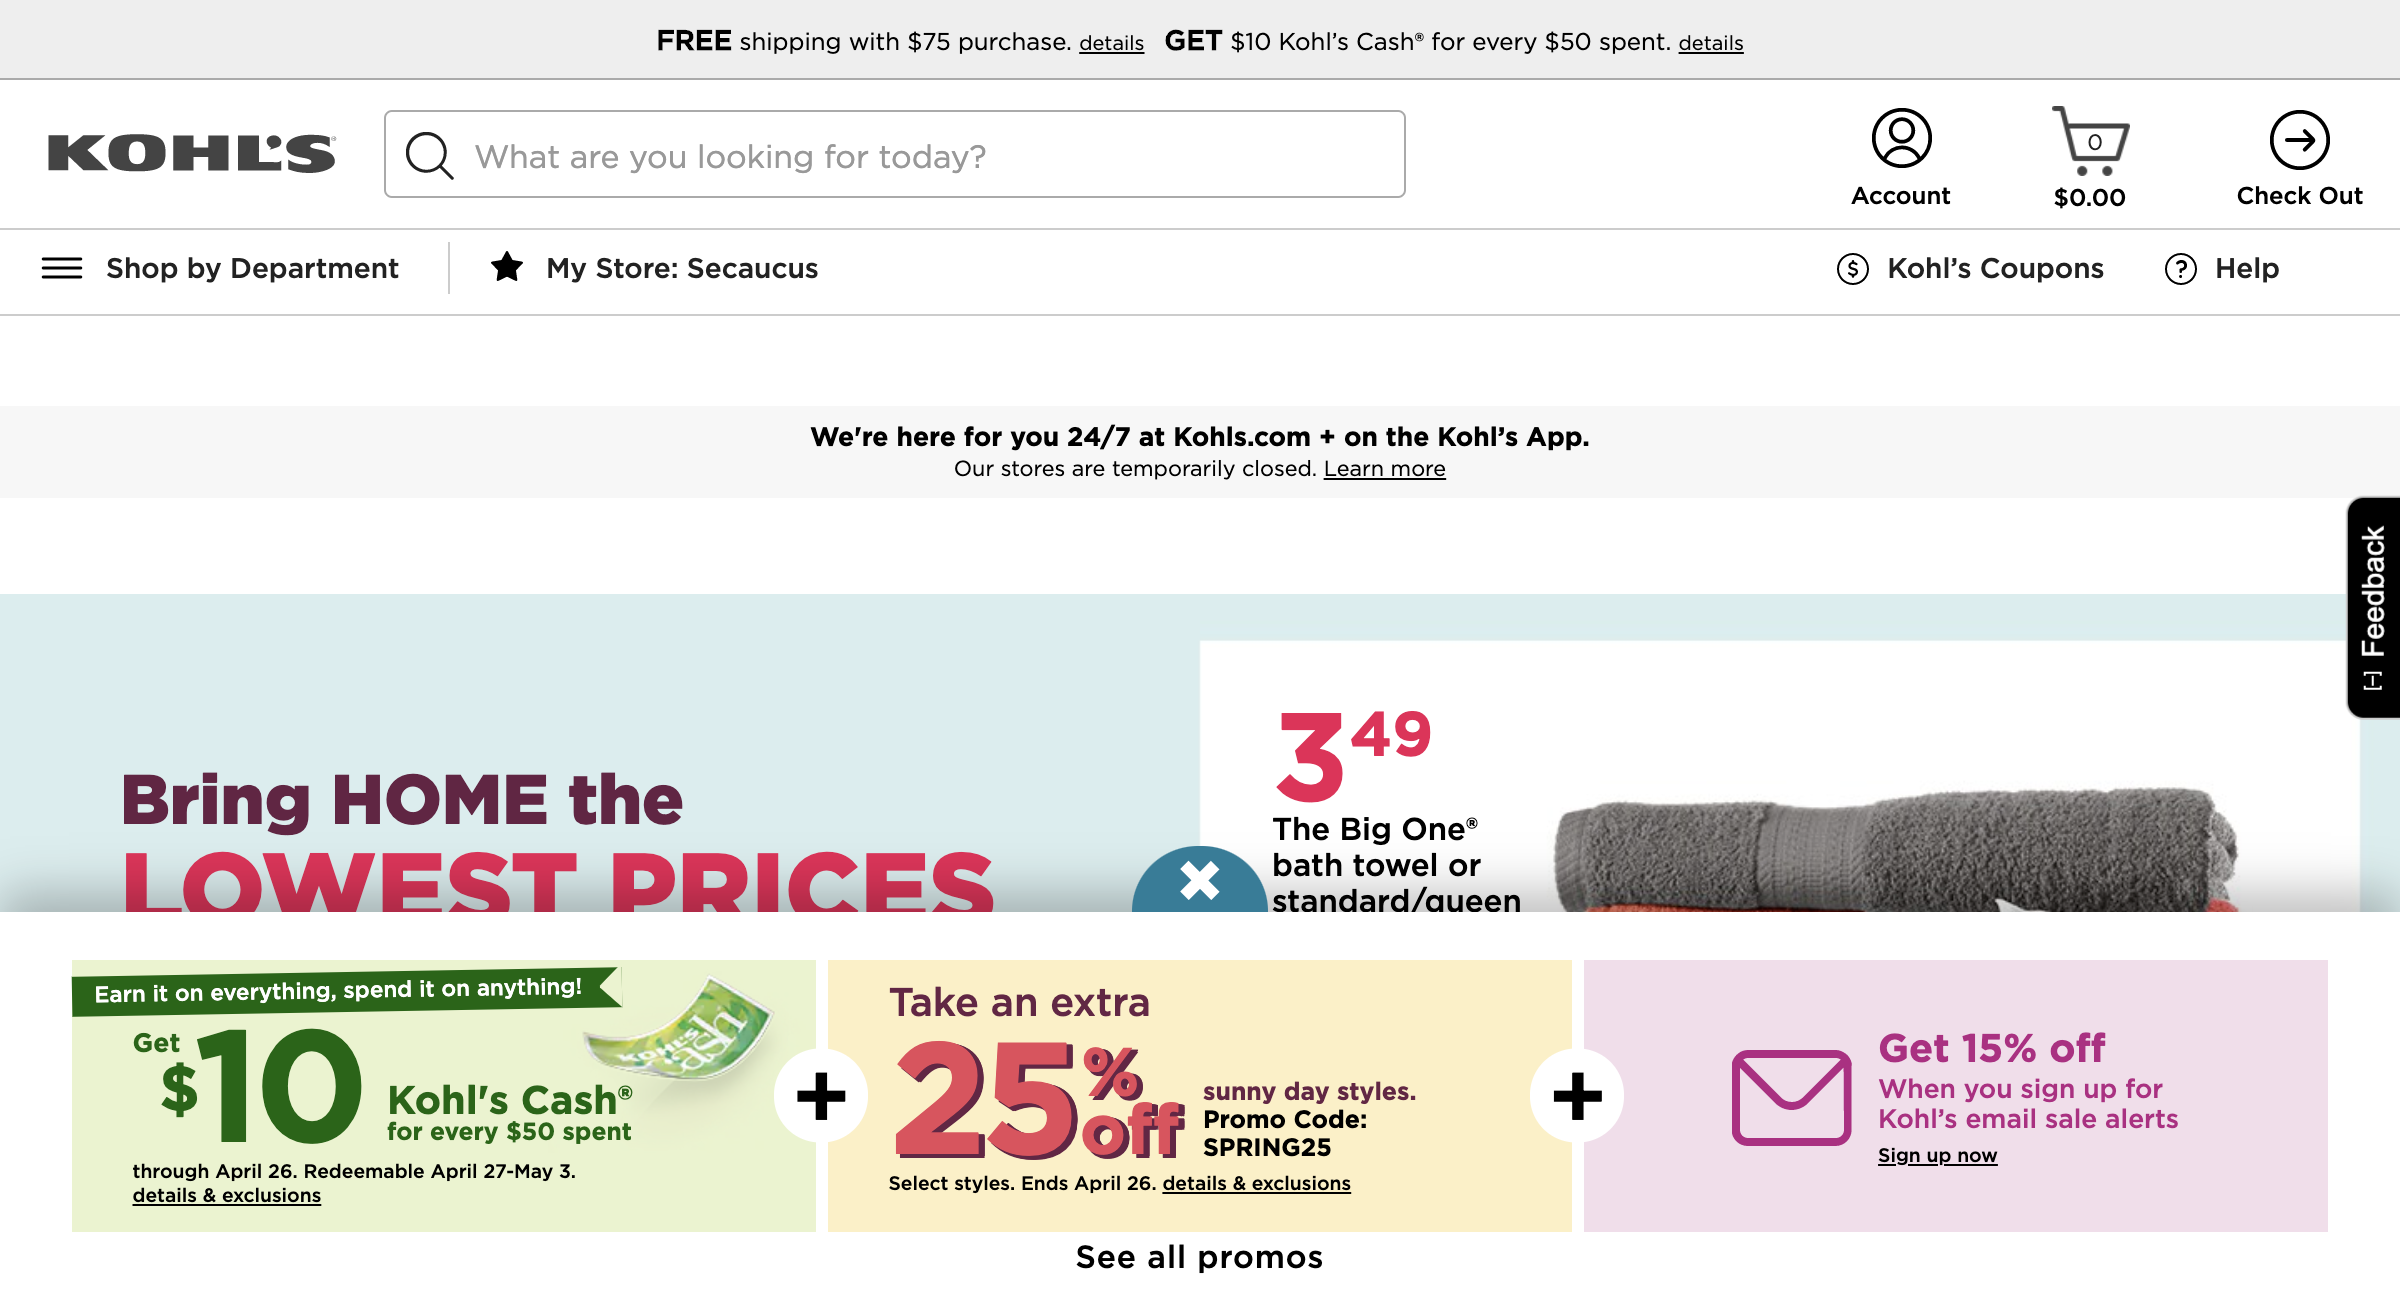 FREE shipping with $75 purchase. details GET $10 Kohl's Cash® for every $50 spent. details
KOHL'S
What are you looking for today?
Account
0
$0.00
Check Out
Shop by Department
My Store: Secaucus
$ Kohl’s Coupons
? Help
We're here for you 24/7 at Kohls.com + on the Kohl’s App.
Our stores are temporarily closed. Learn more
[-] Feedback
Bring HOME the
LOWEST PRICES
3 49
The Big One®
bath towel or
standard/queen
Earn it on everything, spend it on anything!
Get
$10
Kohl's Cash®
for every $50 spent
through April 26. Redeemable April 27-May 3.
details & exclusions
KOHL'S
cash
+
Take an extra
25% off
sunny day styles.
Promo Code:
SPRING25
Select styles. Ends April 26. details & exclusions
+
Get 15% off
When you sign up for
Kohl’s email sale alerts
Sign up now
See all promos